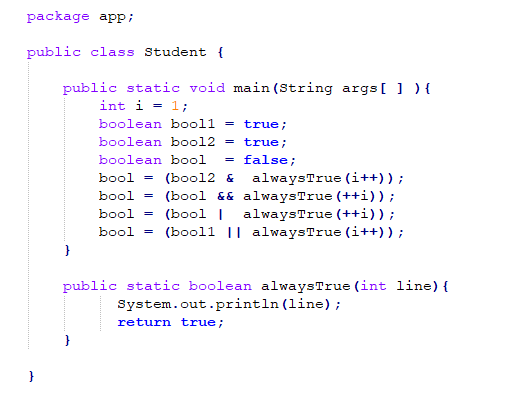 package app;
public class Student {
public static void main(String args[ ] ){
int i = 1;
boolean bool1 = true;
boolean bool2 = true;
boolean bool  = false;
bool = (bool2 &  alwaysTrue(i++));
bool = (bool && alwaysTrue(++i));
bool = (bool |  alwaysTrue(++i));
bool = (bool1 || alwaysTrue(i++));
}
public static boolean alwaysTrue(int line){
System.out.println(line);
return true;
}
}